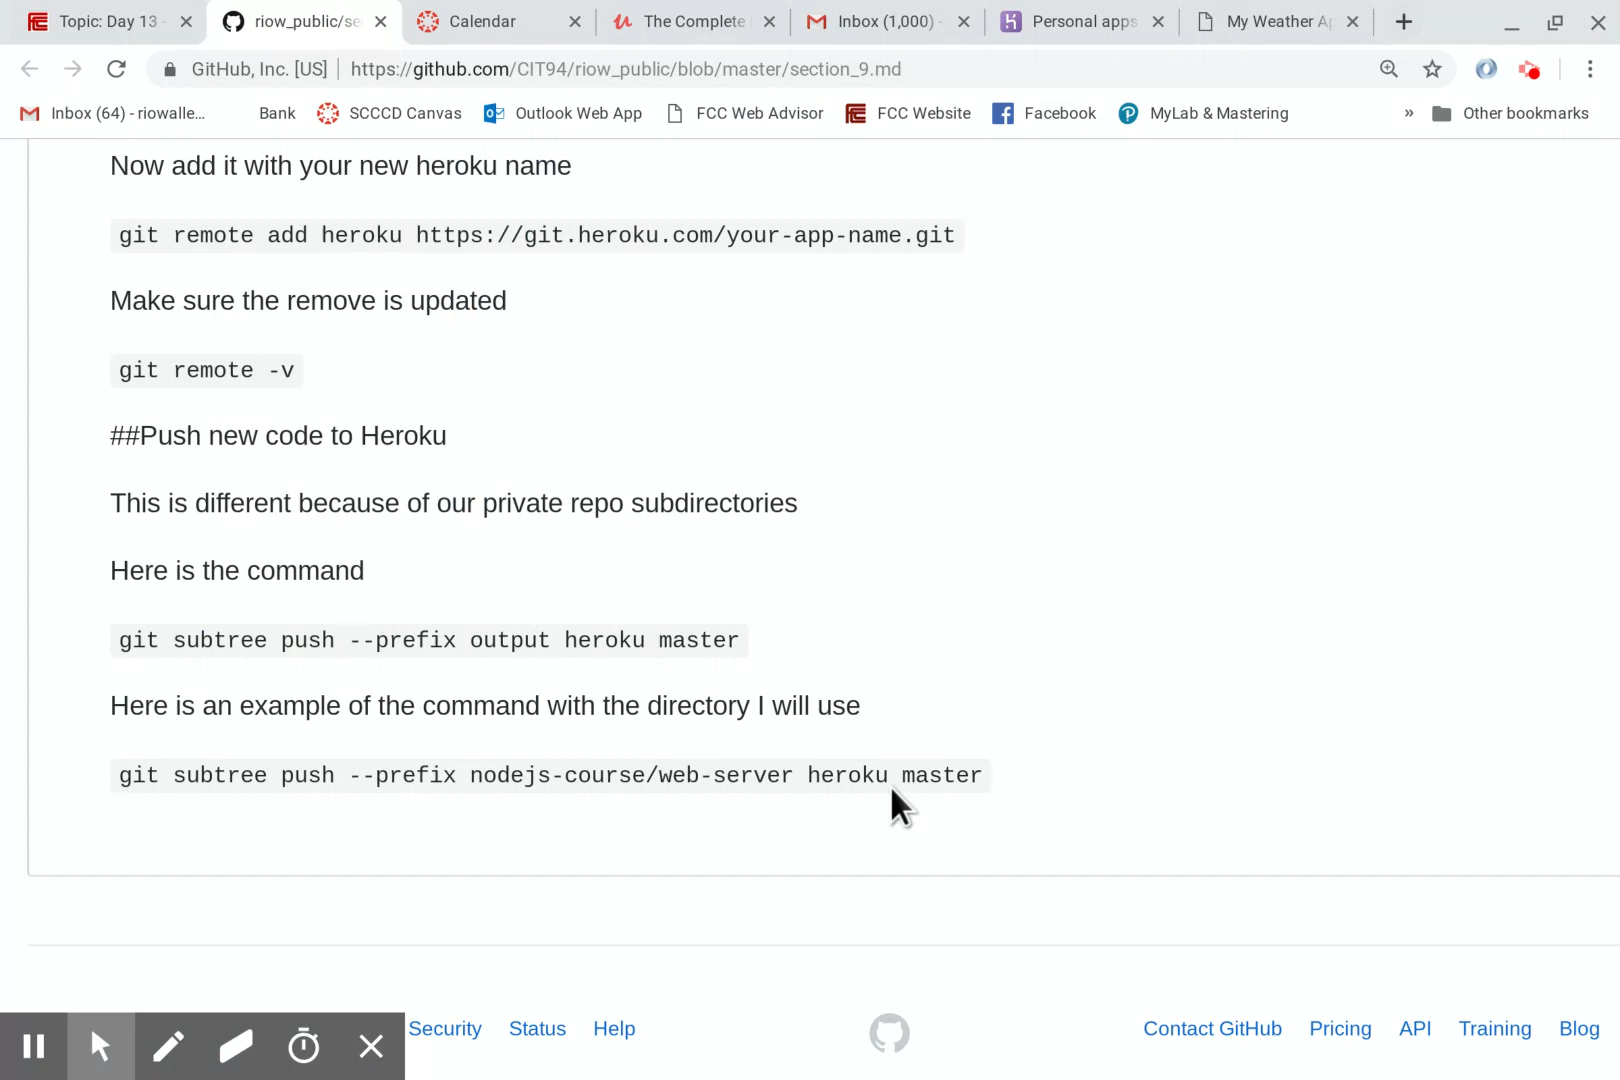 Topic: Day 13 -
riow_public/se
Calendar
The Complete
Inbox (1,000) -
Personal apps
My Weather Ap
GitHub, Inc. [US] | https://github.com/CIT94/riow_public/blob/master/section_9.md
Inbox (64) - riowalle...
Bank
SCCCD Canvas
Outlook Web App
FCC Web Advisor
FCC Website
Facebook
MyLab & Mastering
» Other bookmarks
Now add it with your new heroku name
git remote add heroku https://git.heroku.com/your-app-name.git
Make sure the remove is updated
git remote -v
##Push new code to Heroku
This is different because of our private repo subdirectories
Here is the command
git subtree push --prefix output heroku master
Here is an example of the command with the directory I will use
git subtree push --prefix nodejs-course/web-server heroku master
Security
Status
Help
Contact GitHub
Pricing
API
Training
Blog